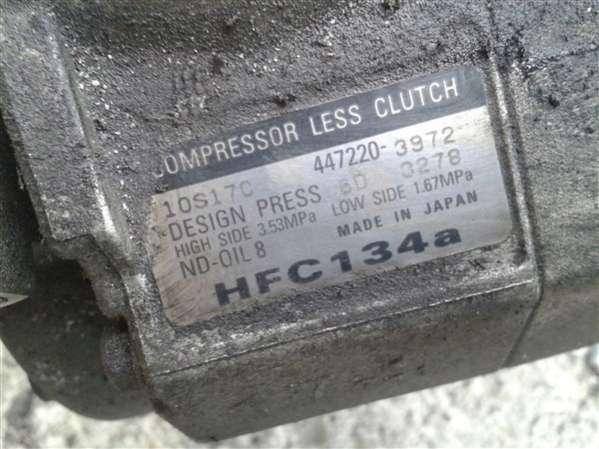 COMPRESSOR LESS CLUTCH
10S17C 447220-3972
DESIGN PRESS 6D 3278
HIGH SIDE 3.53MPa LOW SIDE 1.67MPa
ND-OIL 8 MADE IN JAPAN
HFC134a